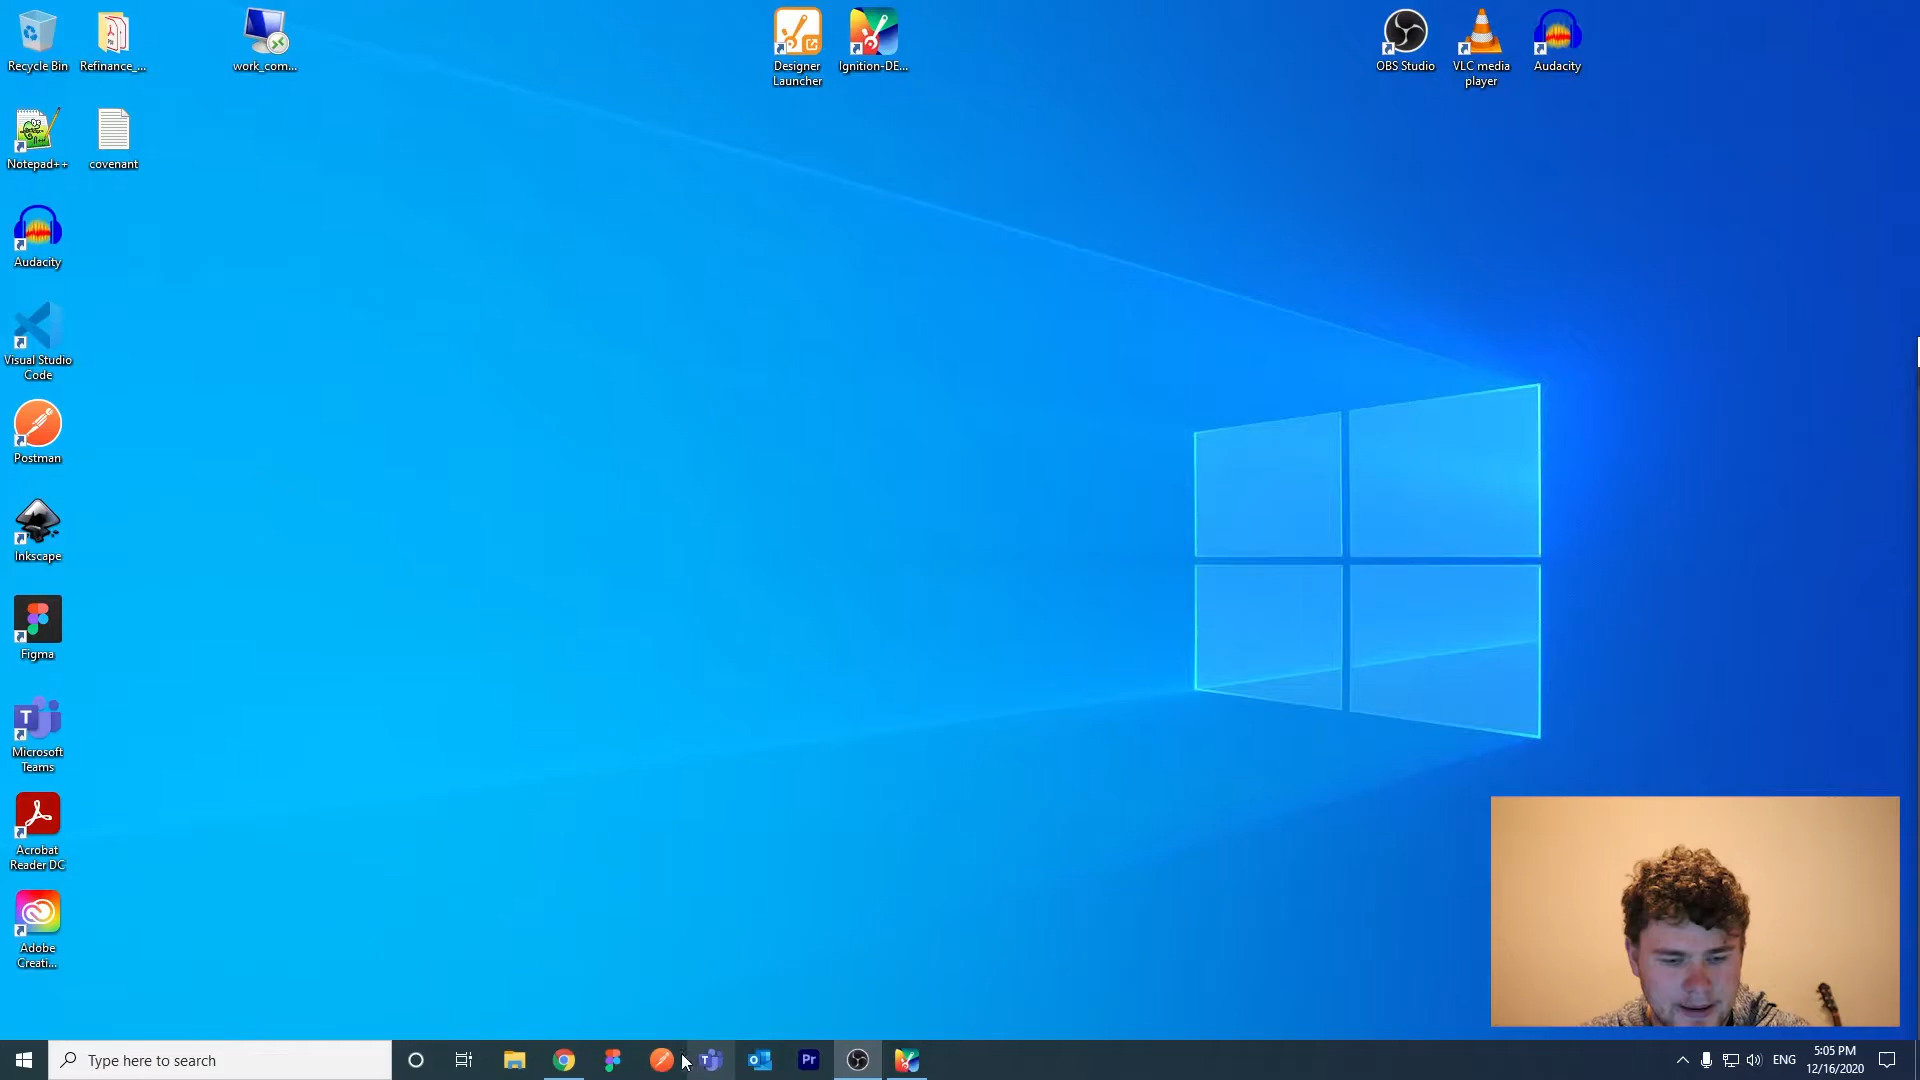 Recycle Bin
Refinance_...
work_com...
Designer
Launcher
Ignition-DE...
OBS Studio
VLC media
player
Audacity
Notepad++
covenant
Audacity
Visual Studio
Code
Postman
Inkscape
Figma
Microsoft
Teams
Acrobat
Reader DC
Adobe
Creati...
Type here to search
Pr
ENG
5:05 PM
12/16/2020